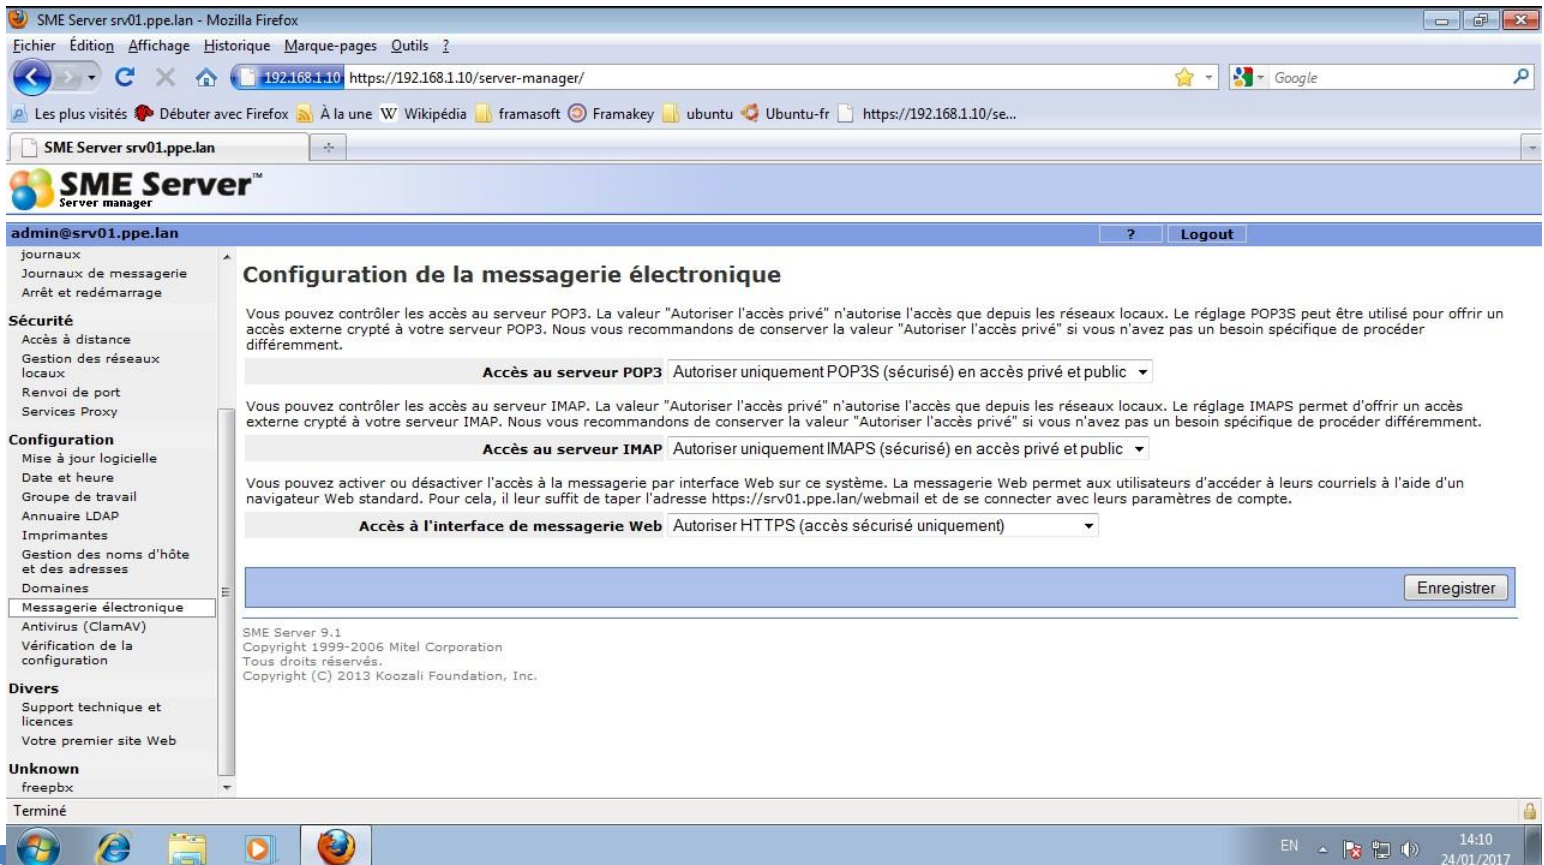 SME Server srv01.ppe.lan - Mozilla Firefox
Fichier Édition Affichage Historique Marque-pages Outils ?
192.168.1.10 https://192.168.1.10/server-manager/
Google
Les plus visités Débuter avec Firefox À la une W Wikipédia framasoft Framakey ubuntu Ubuntu-fr https://192.168.1.10/se...
SME Server srv01.ppe.lan
SME Server™
Server manager
admin@srv01.ppe.lan
? Logout
journaux
Journaux de messagerie
Arrêt et redémarrage
Sécurité
Accès à distance
Gestion des réseaux
locaux
Renvoi de port
Services Proxy
Configuration
Mise à jour logicielle
Date et heure
Groupe de travail
Annuaire LDAP
Imprimantes
Gestion des noms d'hôte
et des adresses
Domaines
Messagerie électronique
Antivirus (ClamAV)
Vérification de la
configuration
Divers
Support technique et
licences
Votre premier site Web
Unknown
freepbx
Configuration de la messagerie électronique
Vous pouvez contrôler les accès au serveur POP3. La valeur "Autoriser l'accès privé" n'autorise l'accès que depuis les réseaux locaux. Le réglage POP3S peut être utilisé pour offrir un
accès externe crypté à votre serveur POP3. Nous vous recommandons de conserver la valeur "Autoriser l'accès privé" si vous n'avez pas un besoin spécifique de procéder
différemment.
Accès au serveur POP3 Autoriser uniquement POP3S (sécurisé) en accès privé et public
Vous pouvez contrôler les accès au serveur IMAP. La valeur "Autoriser l'accès privé" n'autorise l'accès que depuis les réseaux locaux. Le réglage IMAPS permet d'offrir un accès
externe crypté à votre serveur IMAP. Nous vous recommandons de conserver la valeur "Autoriser l'accès privé" si vous n'avez pas un besoin spécifique de procéder différemment.
Accès au serveur IMAP Autoriser uniquement IMAPS (sécurisé) en accès privé et public
Vous pouvez activer ou désactiver l'accès à la messagerie par interface Web sur ce système. La messagerie Web permet aux utilisateurs d'accéder à leurs courriels à l'aide d'un
navigateur Web standard. Pour cela, il leur suffit de taper l'adresse https://srv01.ppe.lan/webmail et de se connecter avec leurs paramètres de compte.
Accès à l'interface de messagerie Web Autoriser HTTPS (accès sécurisé uniquement)
Enregistrer
SME Server 9.1
Copyright 1999-2006 Mitel Corporation
Tous droits réservés.
Copyright (C) 2013 Koozali Foundation, Inc.
Terminé
EN
14:10
24/01/2017